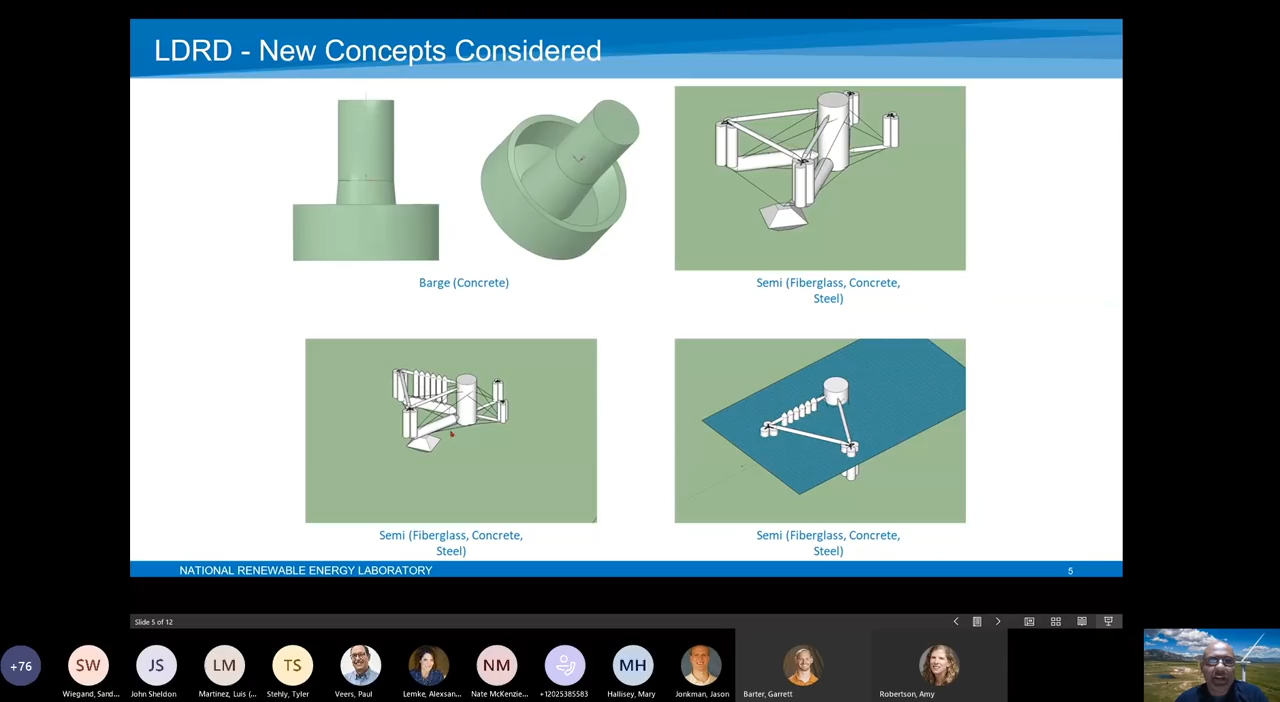 LDRD - New Concepts Considered
Barge (Concrete)
Semi (Fiberglass, Concrete,
Steel)
Semi (Fiberglass, Concrete,
Steel)
Semi (Fiberglass, Concrete,
Steel)
NATIONAL RENEWABLE ENERGY LABORATORY
5
Slide 5 of 12
+76
SW
JS
LM
TS
NM
MH
Wiegand, Sand...
John Sheldon
Martinez, Luis (...
Stehly, Tyler
Veers, Paul
Lemke, Alexsan...
Nate McKenzie...
+12025385583
Hallisey, Mary
Jonkman, Jason
Barter, Garrett
Robertson, Amy